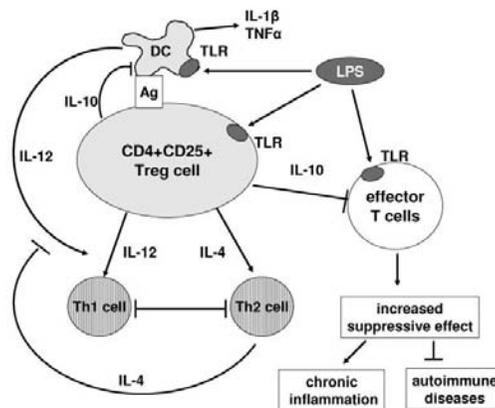 IL-1β
TNFα
DC
TLR
LPS
Ag
IL-10
TLR
CD4+CD25+
Treg cell
IL-12
IL-10
TLR
effector
T cells
IL-12
IL-4
Th1 cell
Th2 cell
increased
suppressive effect
IL-4
chronic
inflammation
autoimmune
diseases